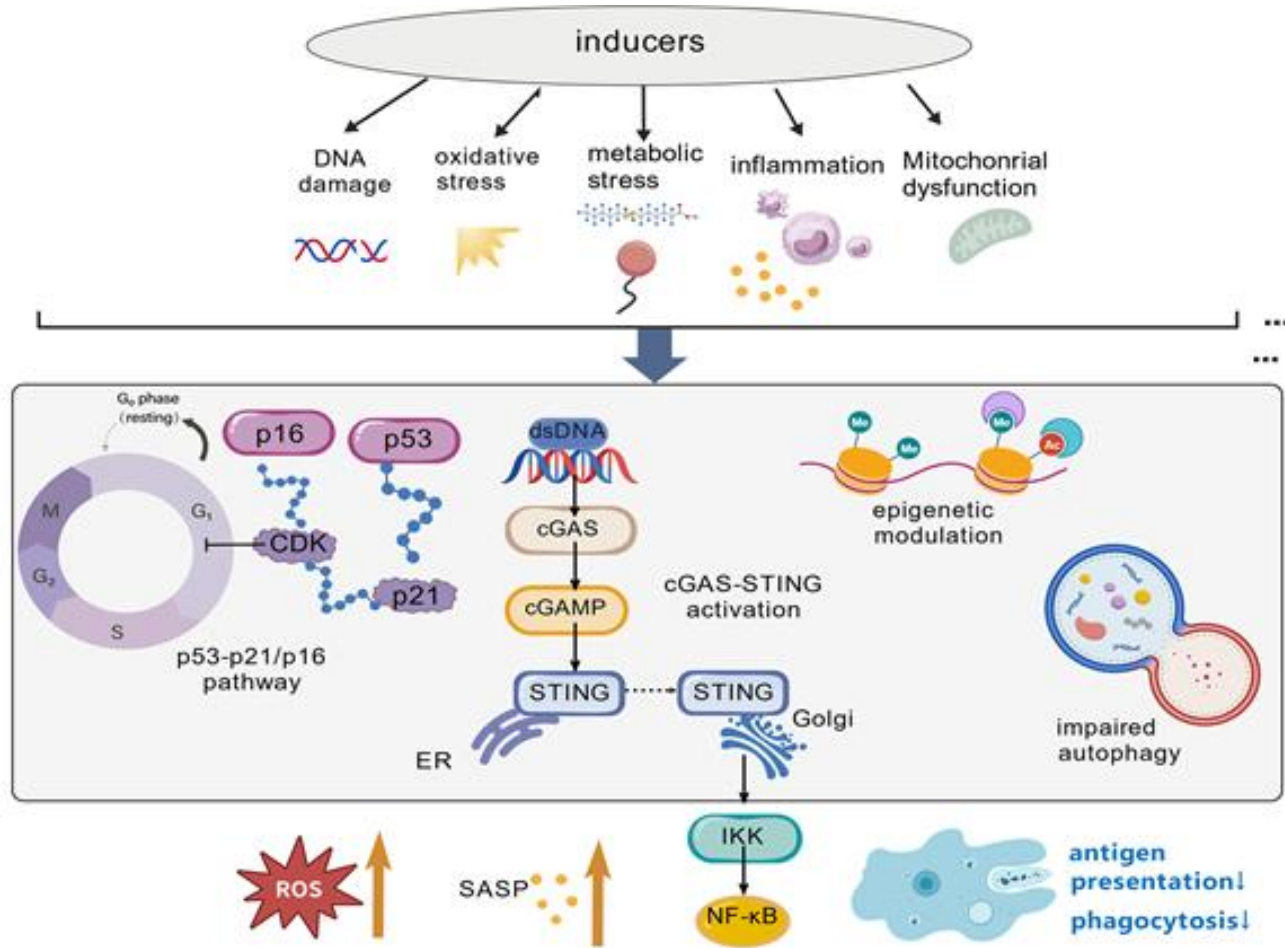 inducers
DNA
damage
oxidative
stress
metabolic
stress
inflammation
Mitochonrial
dysfunction
...
...
G₀ phase
(resting)
p16
p53
dsDNA
Me
Me
Me
Ac
M
G₁
CDK
cGAS
epigenetic
modulation
G₂
p21
cGAMP
cGAS-STING
activation
S
p53-p21/p16
pathway
STING
STING
Golgi
ER
impaired
autophagy
IKK
ROS
SASP
NF-κB
antigen
presentation↓
phagocytosis↓